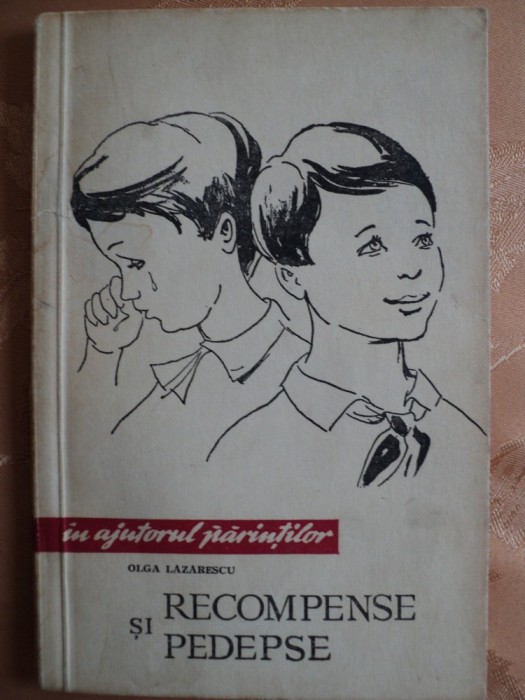 în ajutorul părinților
OLGA LAZARESCU
RECOMPENSE
ȘI PEDEPSE